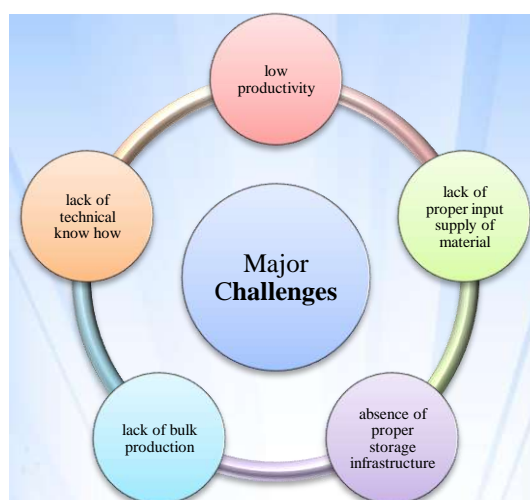 low
productivity
lack of
proper input
supply of
material
absence of
proper
storage
infrastructure
lack of bulk
production
lack of
technical
know how
Major
Challenges